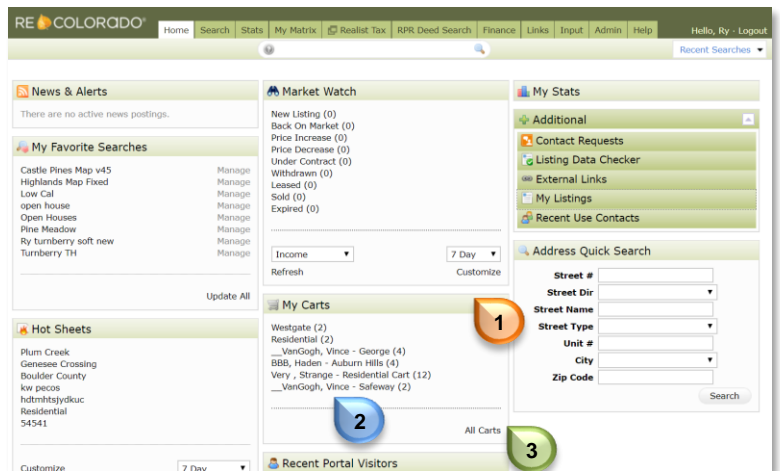 RE COLORADO®
Home Search Stats My Matrix Realist Tax RPR Deed Search Finance Links Input Admin Help Hello, Ry - Logout
Recent Searches
News & Alerts
There are no active news postings.
My Favorite Searches
Castle Pines Map v45 Manage
Highlands Map Fixed Manage
Low Cal Manage
open house Manage
Open Houses Manage
Pine Meadow Manage
Ry turnberry soft new Manage
Turnberry TH Manage
Update All
Hot Sheets
Plum Creek
Genesee Crossing
Boulder County
kw pecos
hdtmhtsjydkuc
Residential
54541
Customize 7 Day
Market Watch
New Listing (0)
Back On Market (0)
Price Increase (0)
Price Decrease (0)
Under Contract (0)
Withdrawn (0)
Leased (0)
Sold (0)
Expired (0)
Income 7 Day
Refresh Customize
My Carts
1
Westgate (2)
Residential (2)
__VanGogh, Vince - George (4)
BBB, Haden - Auburn Hills (4)
Very , Strange - Residential Cart (12)
__VanGogh, Vince - Safeway (2)
2
All Carts
3
Recent Portal Visitors
My Stats
Additional
Contact Requests
Listing Data Checker
External Links
My Listings
Recent Use Contacts
Address Quick Search
Street #
Street Dir
Street Name
Street Type
Unit #
City
Zip Code
Search